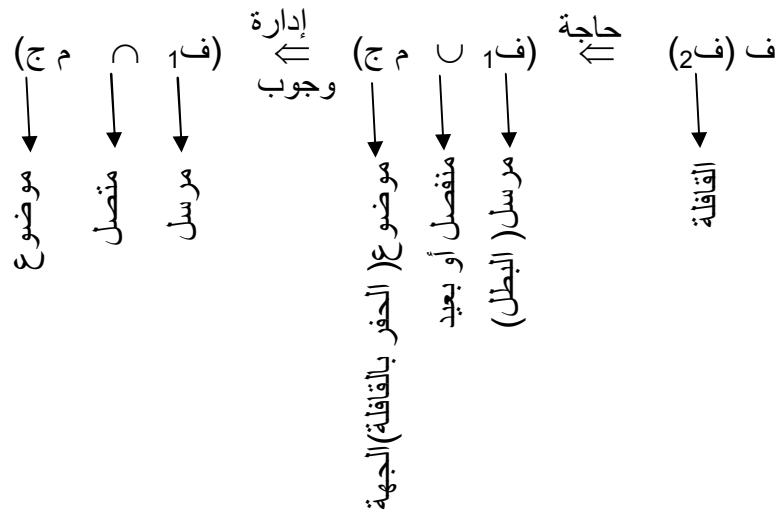 ف (ف2) ⇐ حاجة (ف1 ∪ م ج) ⇐ إدارة وجوب (ف1 ∩ م ج)
القافلة
مرسل( البطل)
منفصل أو بعيد
موضوع( الحفر بالقافلة)الجهة
مرسل
متصل
موضوع